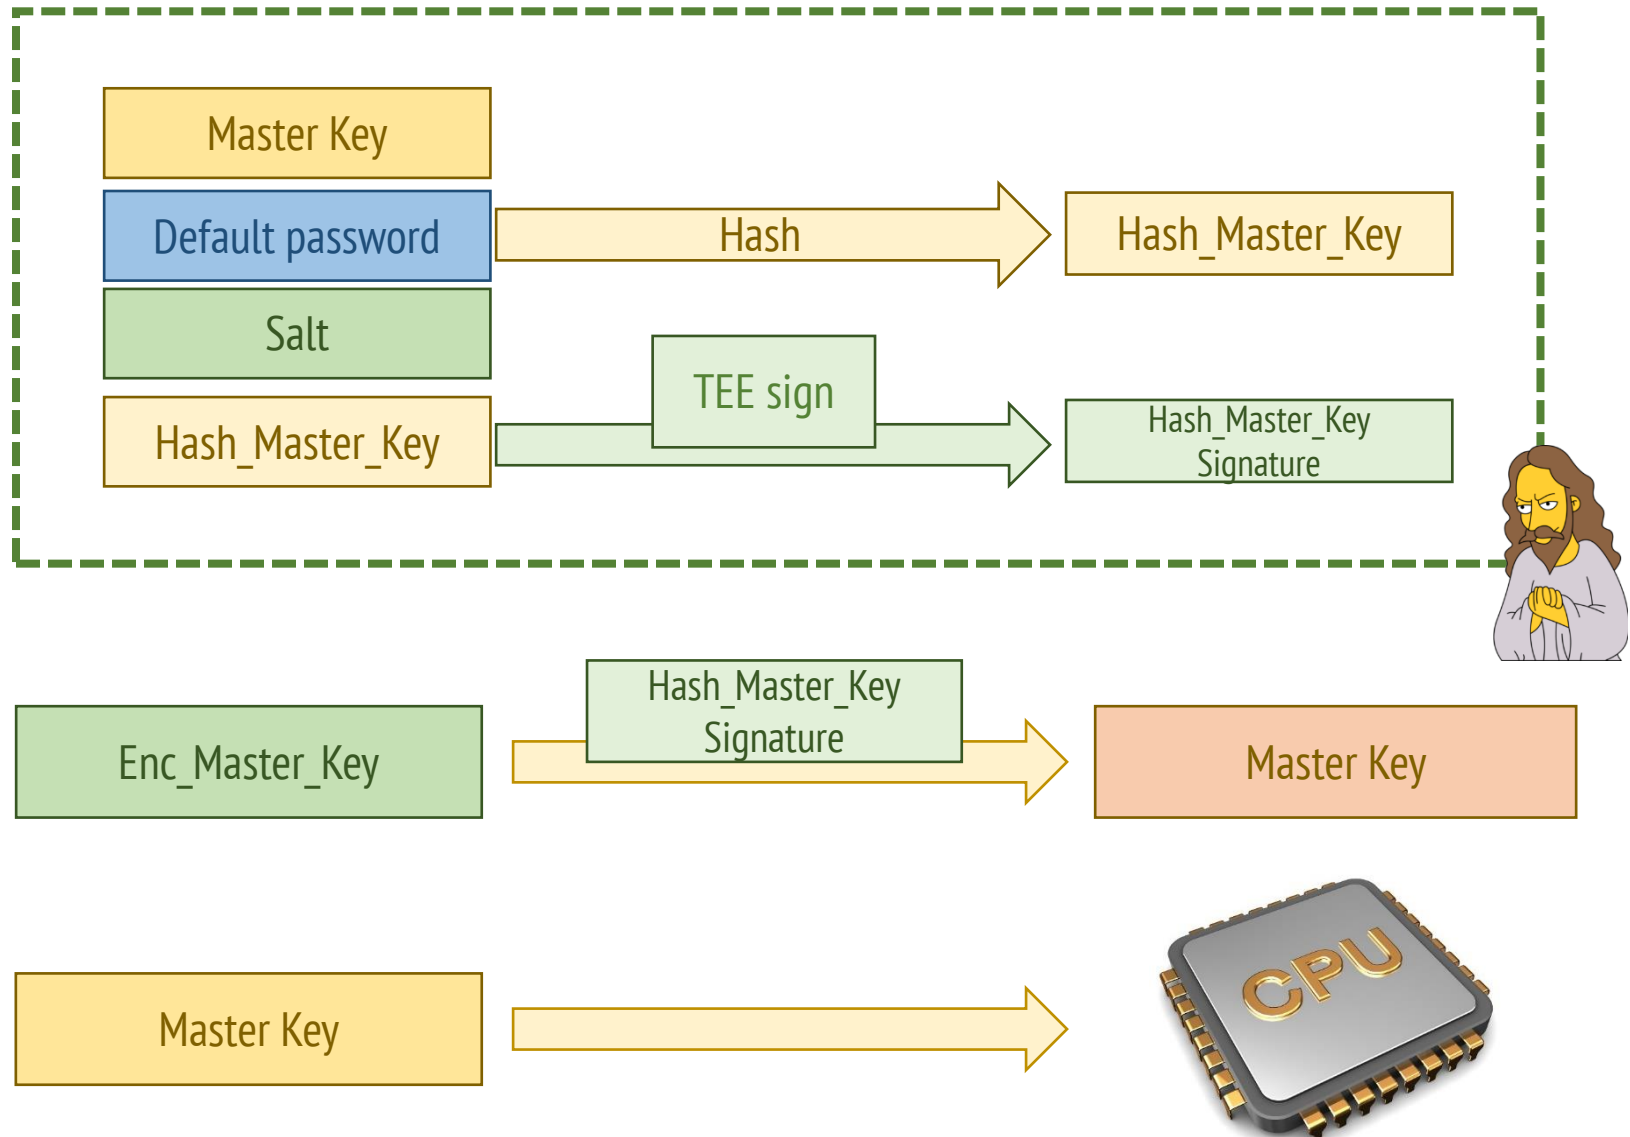 Master Key
Default password
Hash
Hash_Master_Key
Salt
TEE sign
Hash_Master_Key
Hash_Master_Key
Signature
Hash_Master_Key
Signature
Enc_Master_Key
Master Key
Master Key
CPU